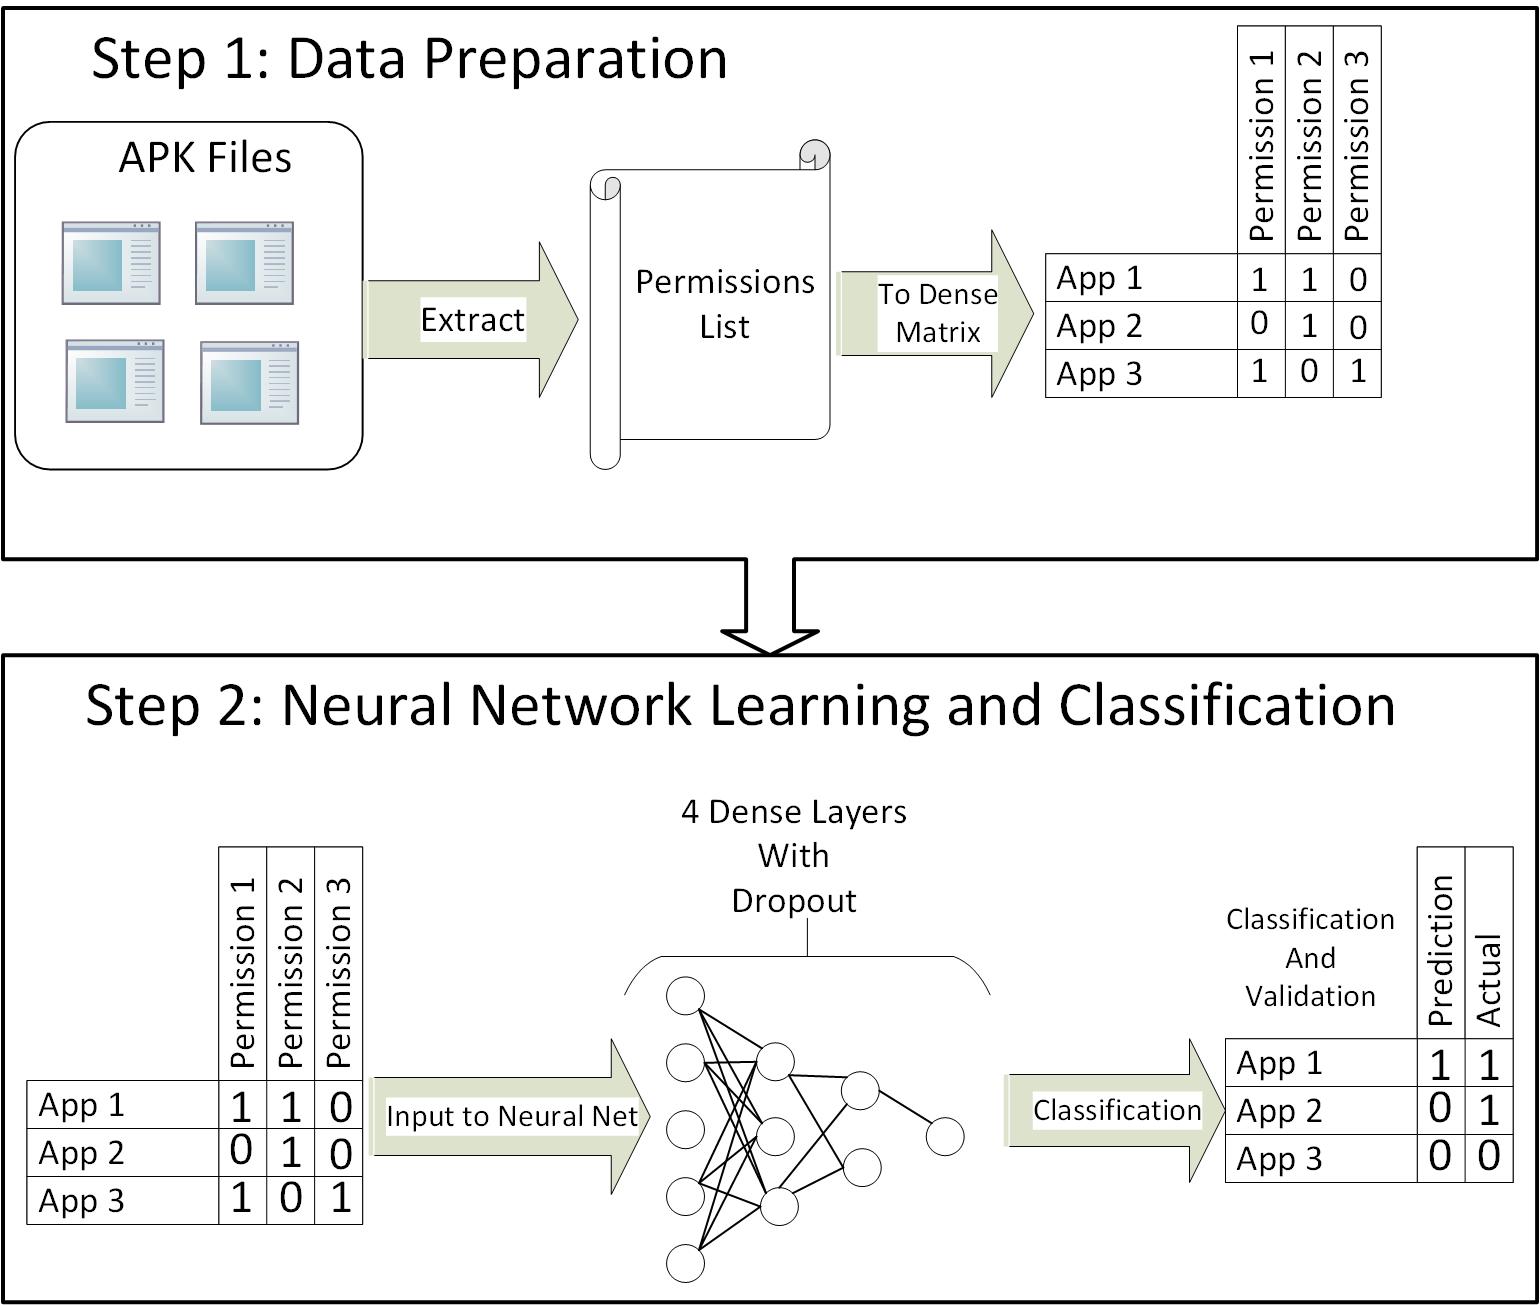 Step 1: Data Preparation
APK Files
Extract
Permissions
List
To Dense
Matrix
Permission 1
Permission 2
Permission 3
App 1 1 1 0
App 2 0 1 0
App 3 1 0 1
Step 2: Neural Network Learning and Classification
Permission 1
Permission 2
Permission 3
App 1 1 1 0
App 2 0 1 0
App 3 1 0 1
Input to Neural Net
4 Dense Layers
With
Dropout
Classification
Classification
And
Validation
Prediction
Actual
App 1 1 1
App 2 0 1
App 3 0 0